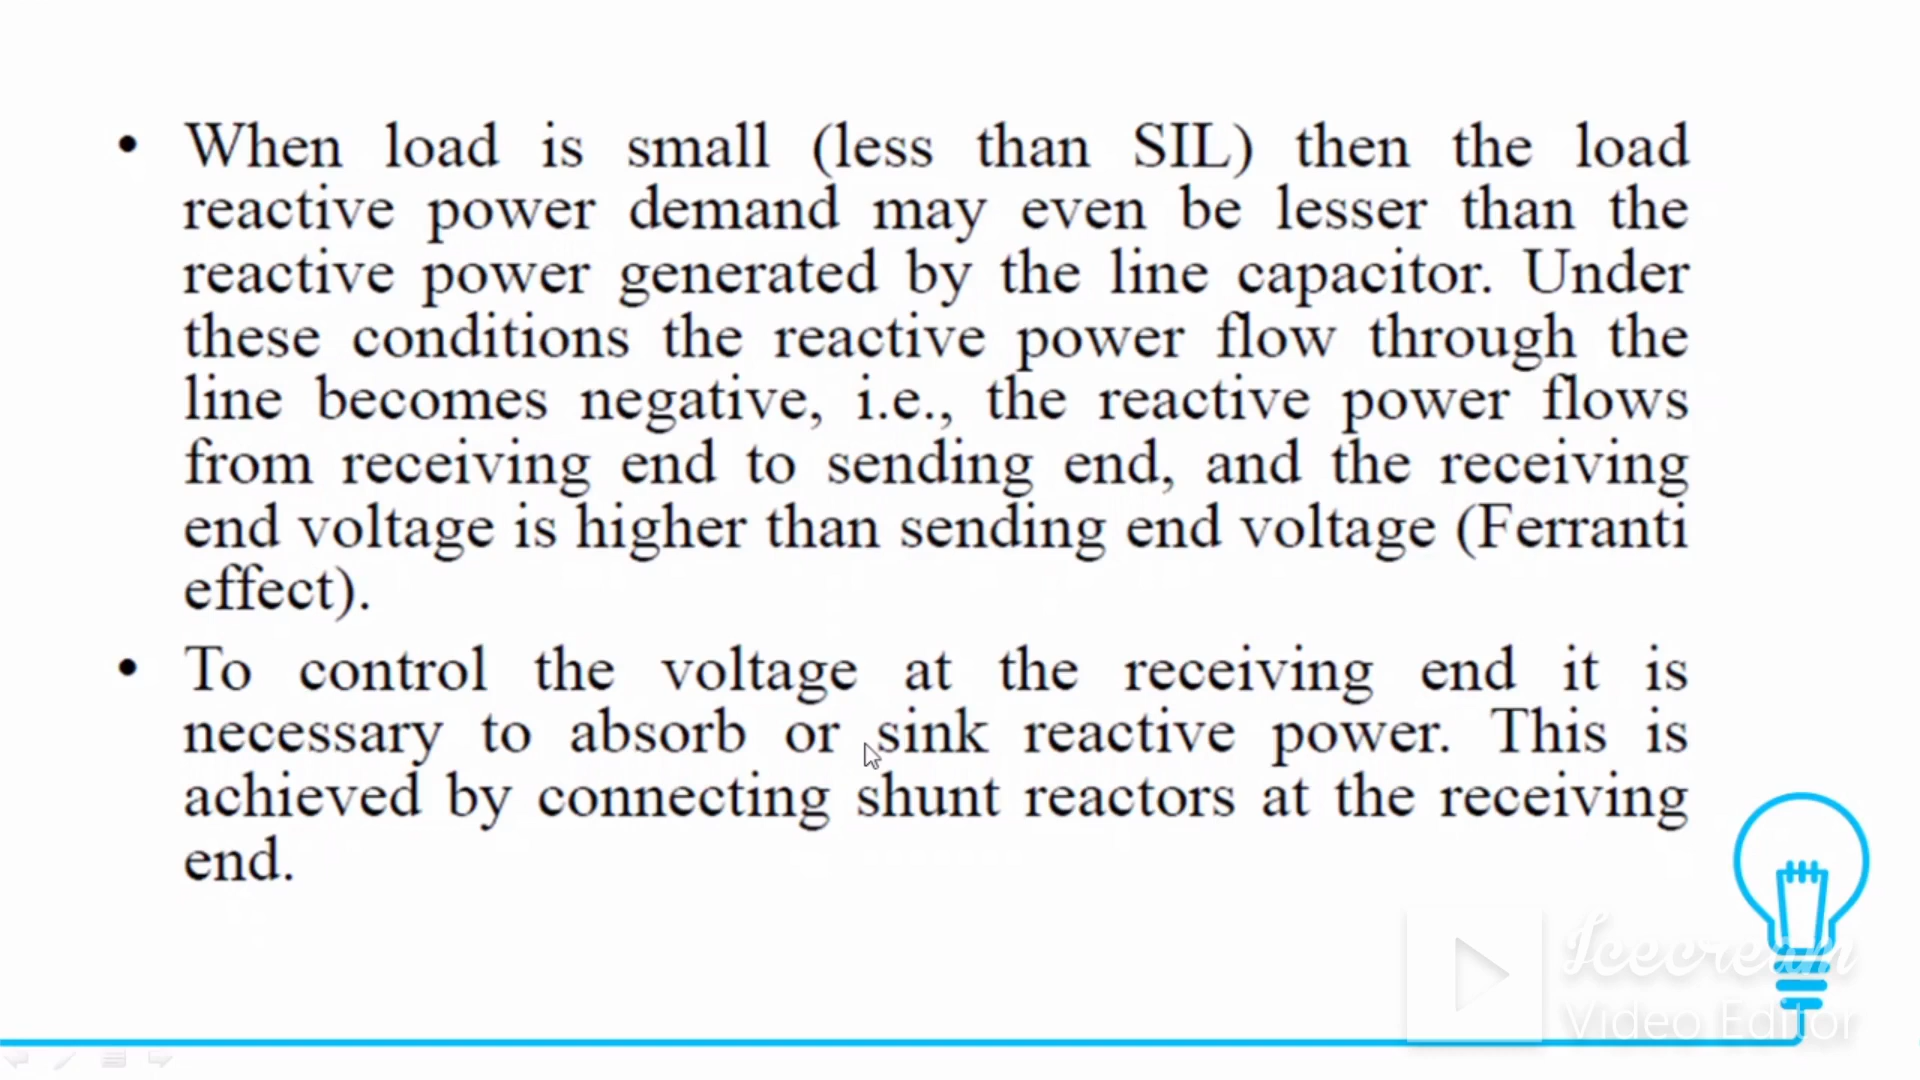 • When load is small (less than SIL) then the load
reactive power demand may even be lesser than the
reactive power generated by the line capacitor. Under
these conditions the reactive power flow through the
line becomes negative, i.e., the reactive power flows
from receiving end to sending end, and the receiving
end voltage is higher than sending end voltage (Ferranti
effect).
• To control the voltage at the receiving end it is
necessary to absorb or sink reactive power. This is
achieved by connecting shunt reactors at the receiving
end.
Icecream
Video Editor